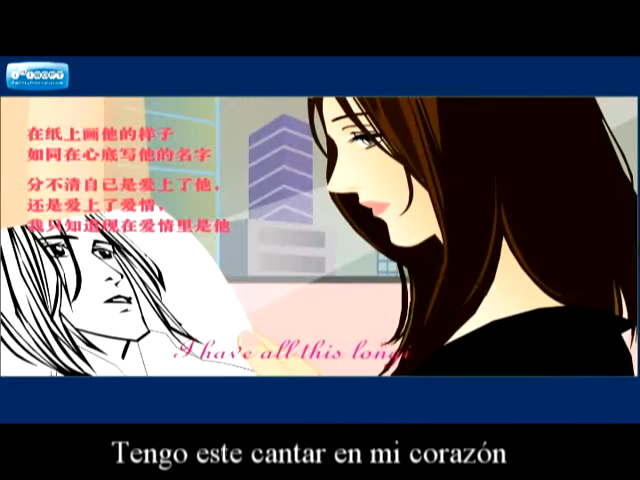 在纸上画他的样子
如同在心底写他的名字
分不清自己是爱上了他，
还是爱上了爱情，
我只知道现在爱情里是他
I have all this longi
Tengo este cantar en mi corazón